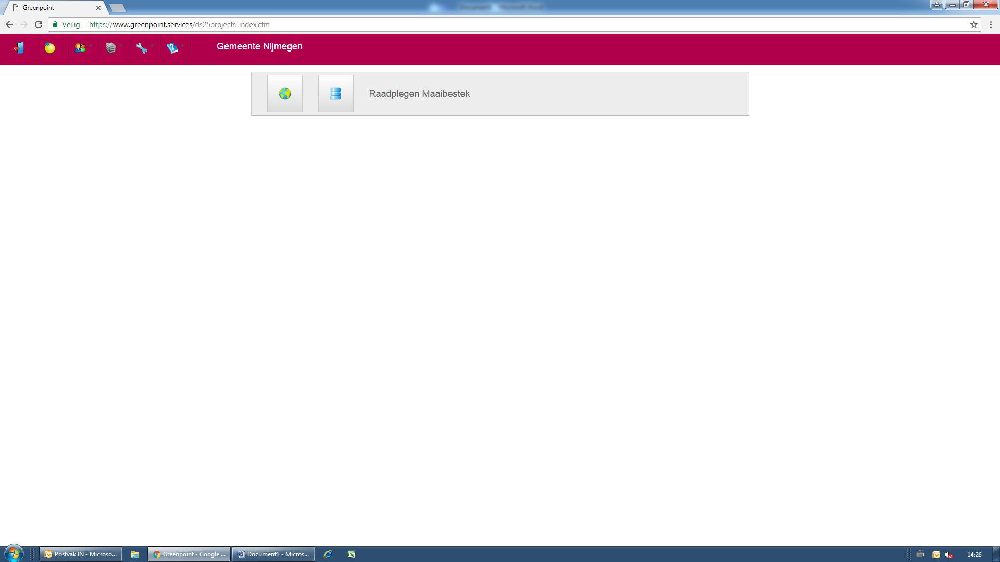 Greenpoint
Veilig
https://www.greenpoint.services/ds25projects_index.cfm
Gemeente Nijmegen
Raadplegen Maaibestek
Postvak IN - Microso...
Greenpoint - Google ...
Document1 - Micros...
14:26